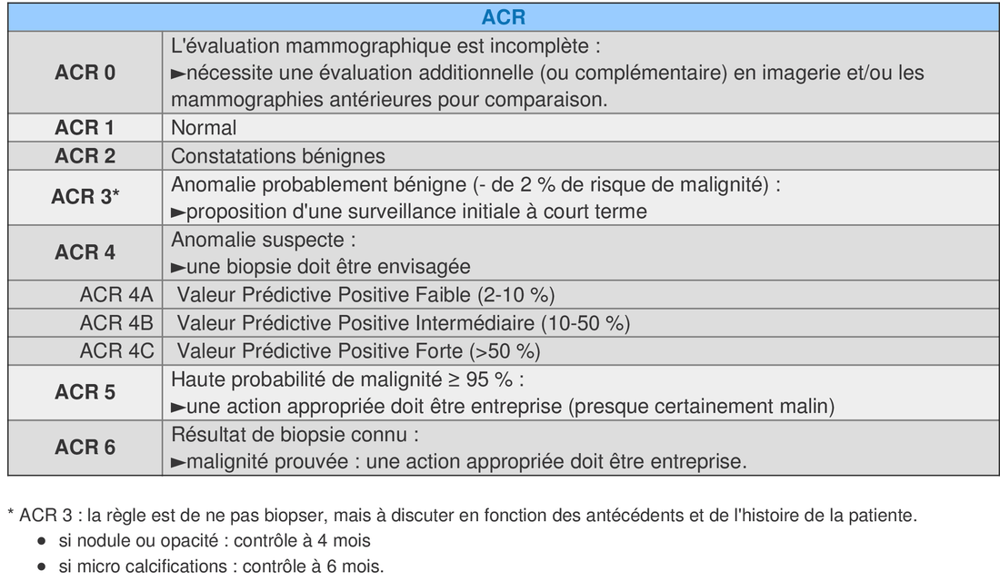 ACR
ACR 0
L'évaluation mammographique est incomplète :
►nécessite une évaluation additionnelle (ou complémentaire) en imagerie et/ou les
mammographies antérieures pour comparaison.
ACR 1
Normal
ACR 2
Constatations bénignes
ACR 3*
Anomalie probablement bénigne (- de 2 % de risque de malignité) :
►proposition d'une surveillance initiale à court terme
ACR 4
Anomalie suspecte :
►une biopsie doit être envisagée
ACR 4A
Valeur Prédictive Positive Faible (2-10 %)
ACR 4B
Valeur Prédictive Positive Intermédiaire (10-50 %)
ACR 4C
Valeur Prédictive Positive Forte (>50 %)
ACR 5
Haute probabilité de malignité ≥ 95 % :
►une action appropriée doit être entreprise (presque certainement malin)
ACR 6
Résultat de biopsie connu :
►malignité prouvée : une action appropriée doit être entreprise.
* ACR 3 : la règle est de ne pas biopser, mais à discuter en fonction des antécédents et de l'histoire de la patiente.
● si nodule ou opacité : contrôle à 4 mois
● si micro calcifications : contrôle à 6 mois.